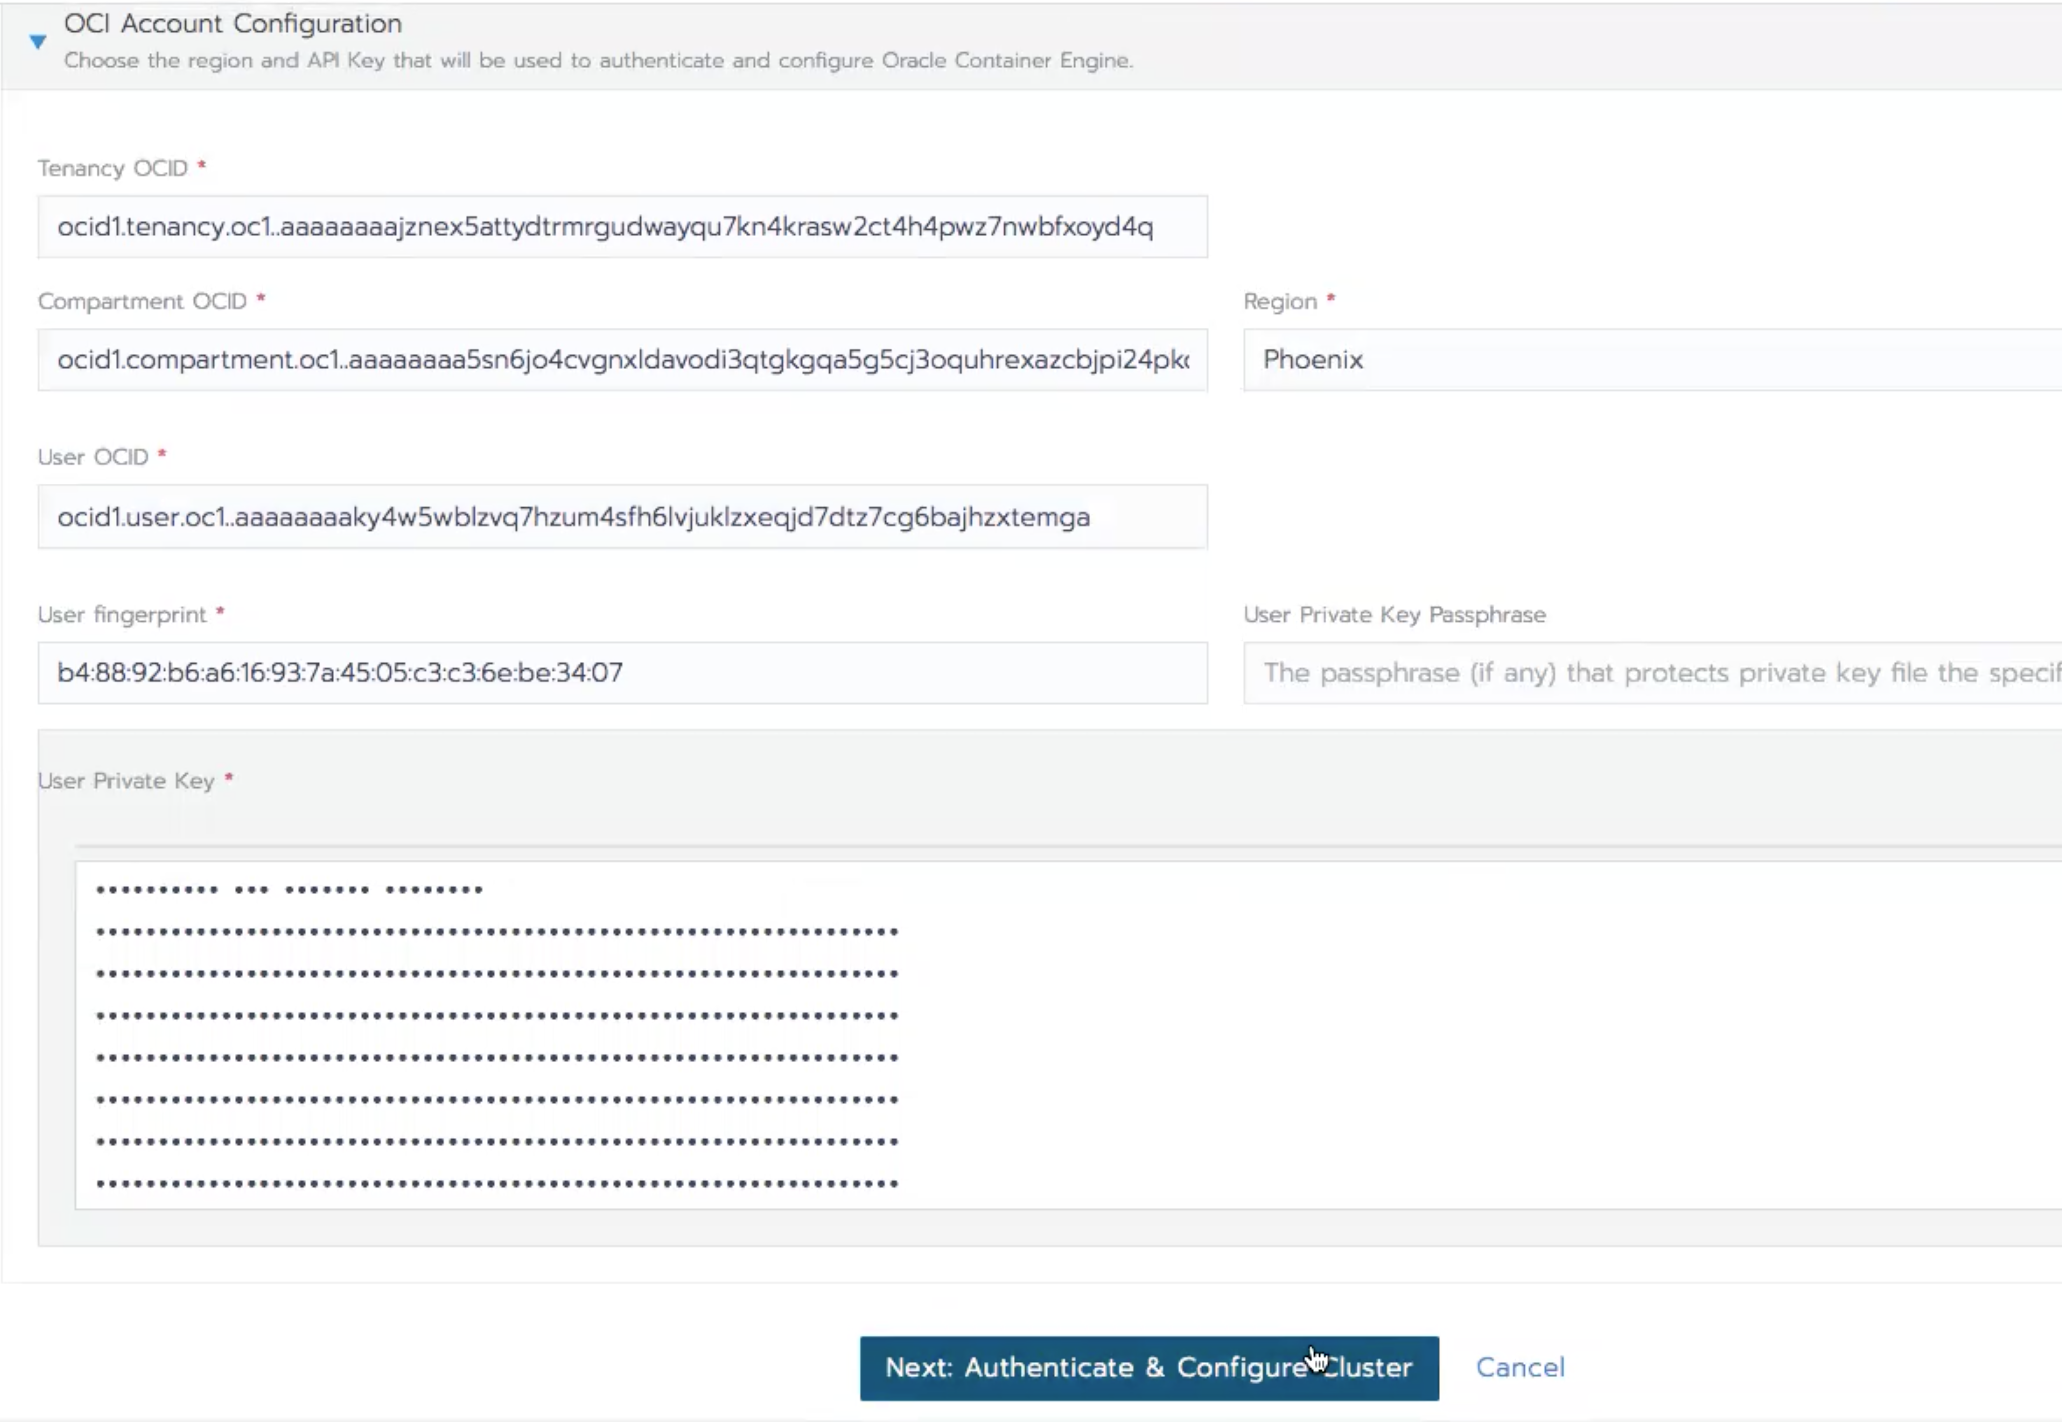 OCI Account Configuration
Choose the region and API Key that will be used to authenticate and configure Oracle Container Engine.
Tenancy OCID *
ocid1.tenancy.oc1..aaaaaaaajznex5attydtrmrgudwayqu7kn4krasw2ct4h4pwz7nwbfxoyd4q
Compartment OCID *
Region *
ocid1.compartment.oc1..aaaaaaaa5sn6jo4cvgnxldavodi3qtgkgqa5g5cj3oquhrexazcbjpi24pk
Phoenix
User OCID *
ocid1.user.oc1..aaaaaaaaky4w5wblzvq7hzum4sfh6lvjuklzxeqjd7dtz7cg6bajhzxtemga
User fingerprint *
User Private Key Passphrase
b4:88:92:b6:a6:16:93:7a:45:05:c3:c3:6e:be:34:07
The passphrase (if any) that protects private key file the specif
User Private Key *
Next: Authenticate & Configure Cluster
Cancel